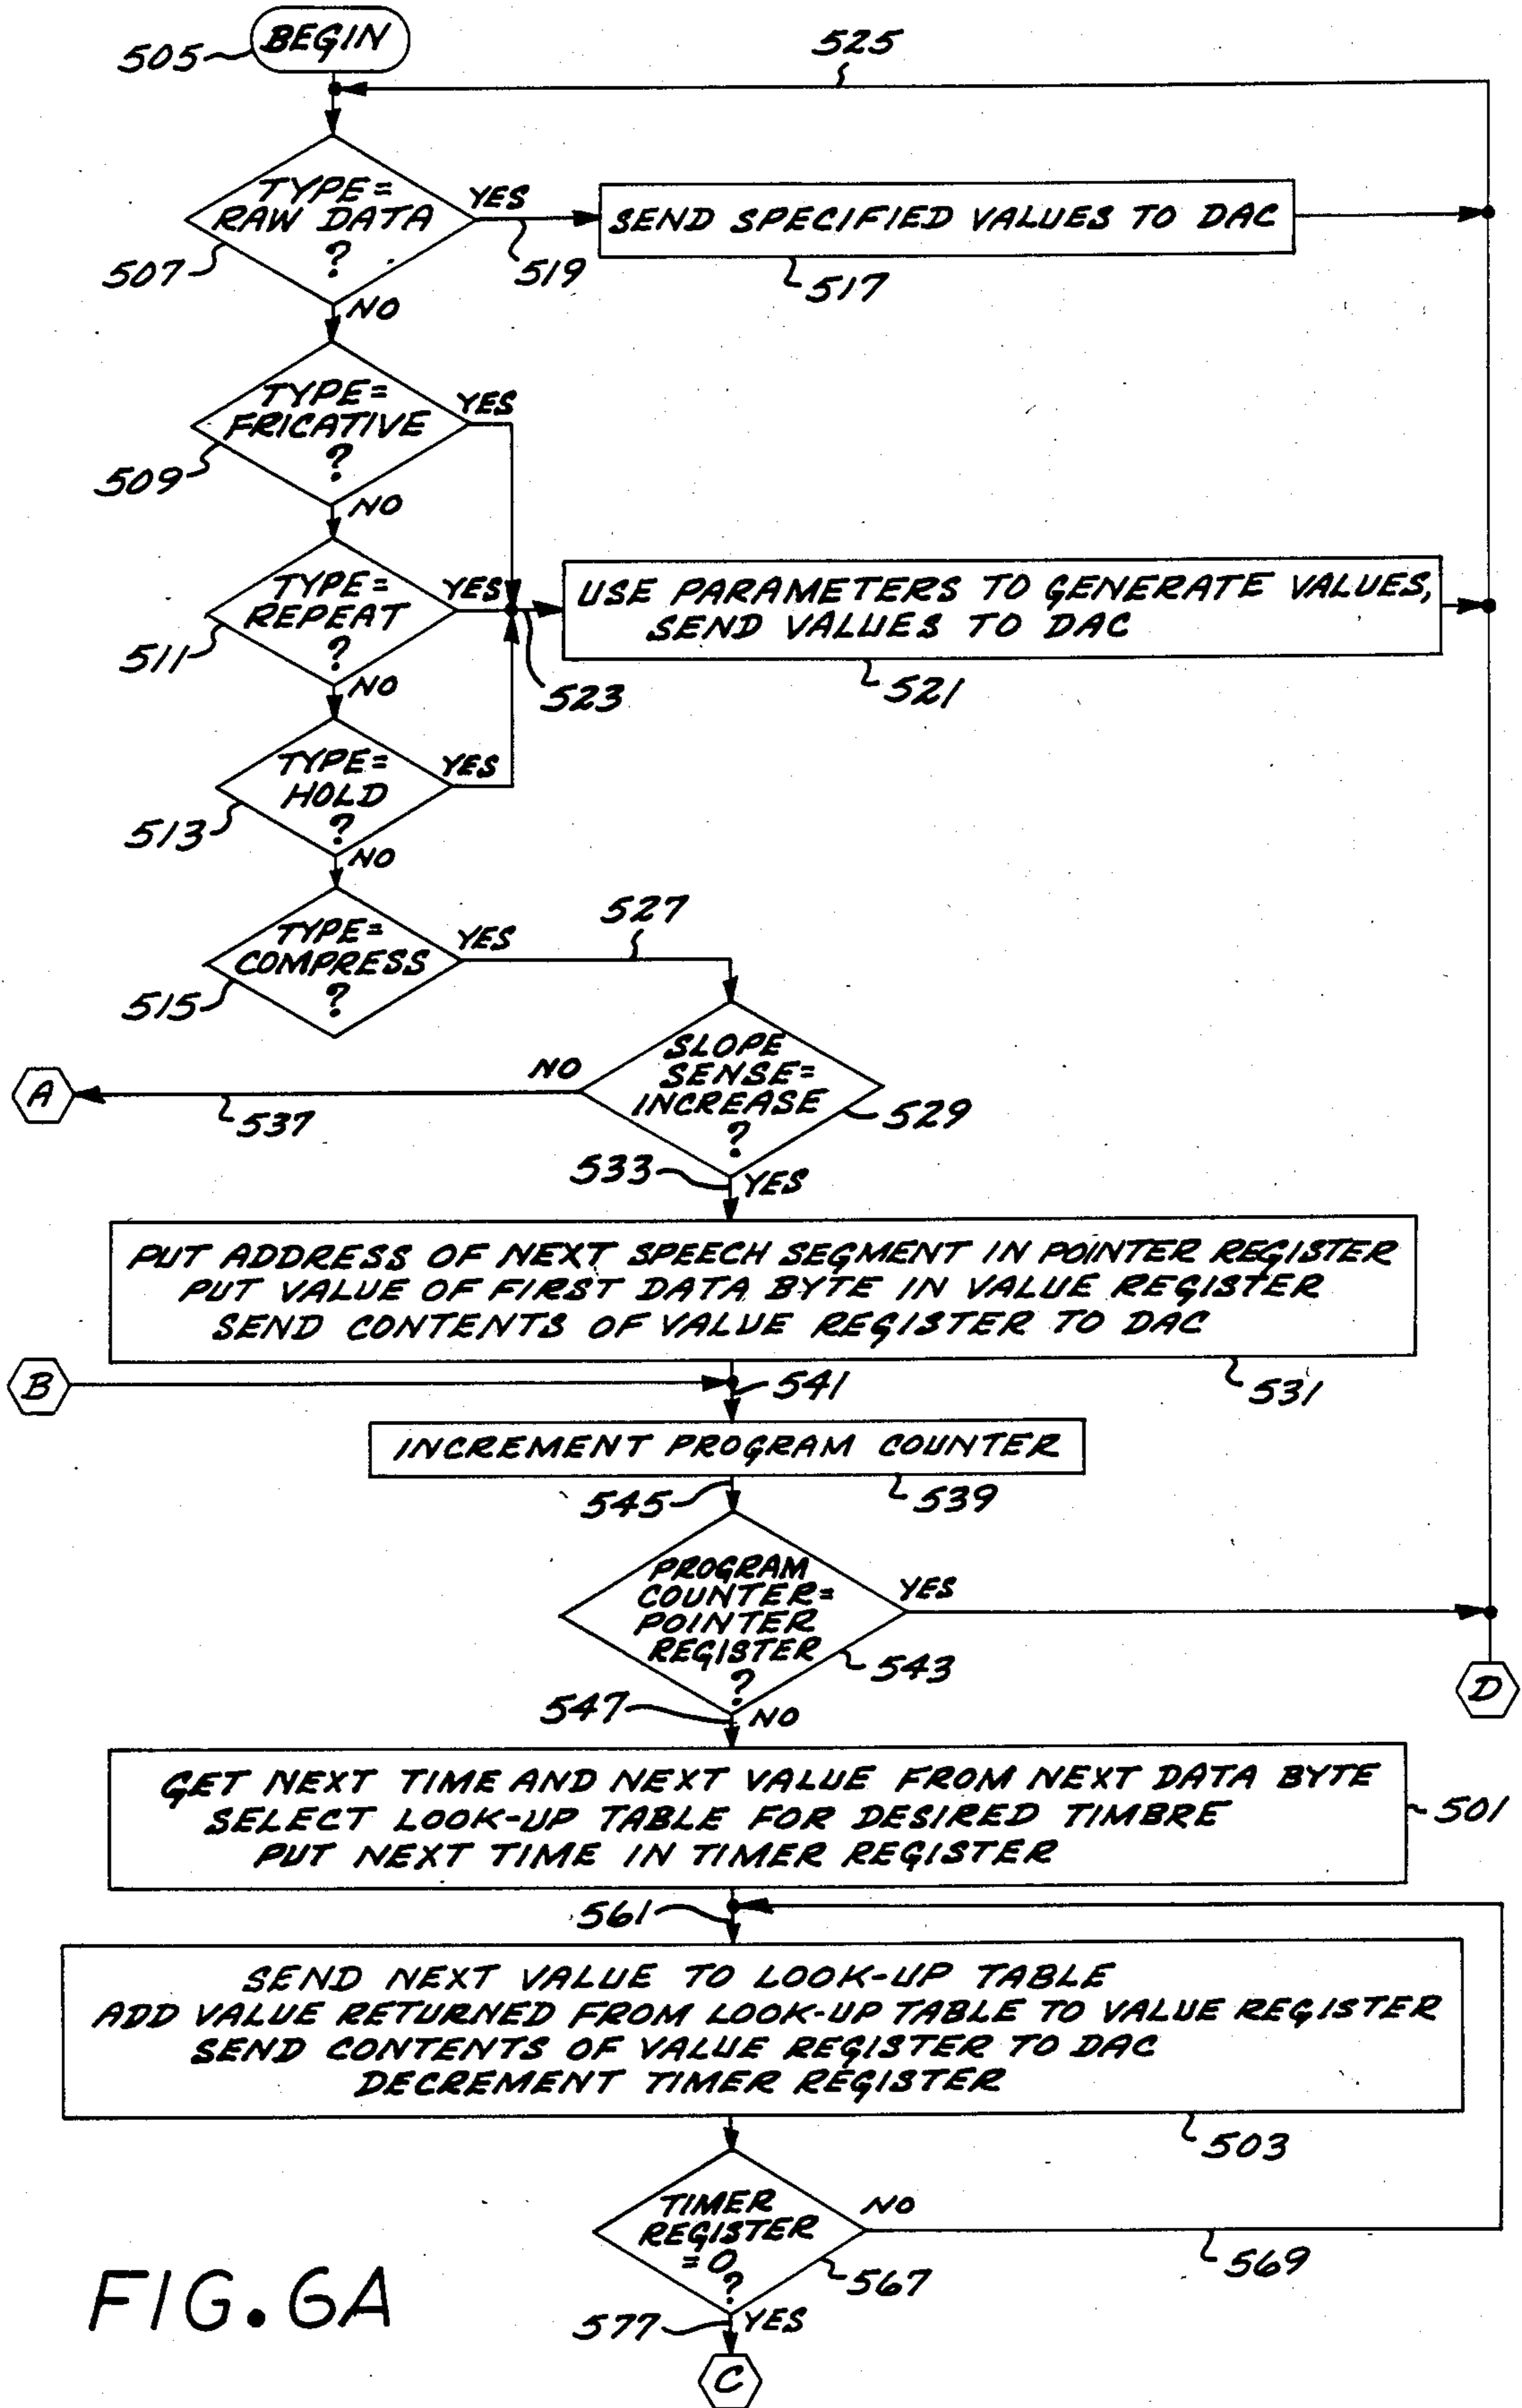 BEGIN
505
525
TYPE=
RAW DATA
?
YES
507
519
SEND SPECIFIED VALUES TO DAC
517
NO
TYPE=
FRICATIVE
?
YES
509
NO
TYPE=
REPEAT
?
YES
511
523
USE PARAMETERS TO GENERATE VALUES,
SEND VALUES TO DAC
521
NO
TYPE=
HOLD
?
YES
513
NO
TYPE=
COMPRESS
?
YES
515
527
SLOPE
SENSE=
INCREASE
?
529
NO
A
537
533
YES
PUT ADDRESS OF NEXT SPEECH SEGMENT IN POINTER REGISTER
PUT VALUE OF FIRST DATA BYTE IN VALUE REGISTER
SEND CONTENTS OF VALUE REGISTER TO DAC
531
B
541
INCREMENT PROGRAM COUNTER
545
539
PROGRAM
COUNTER=
POINTER
REGISTER
?
YES
543
D
547
NO
GET NEXT TIME AND NEXT VALUE FROM NEXT DATA BYTE
SELECT LOOK-UP TABLE FOR DESIRED TIMBRE
PUT NEXT TIME IN TIMER REGISTER
501
561
SEND NEXT VALUE TO LOOK-UP TABLE
ADD VALUE RETURNED FROM LOOK-UP TABLE TO VALUE REGISTER
SEND CONTENTS OF VALUE REGISTER TO DAC
DECREMENT TIMER REGISTER
503
TIMER
REGISTER
=0
?
NO
567
569
577
YES
C
FIG. 6A